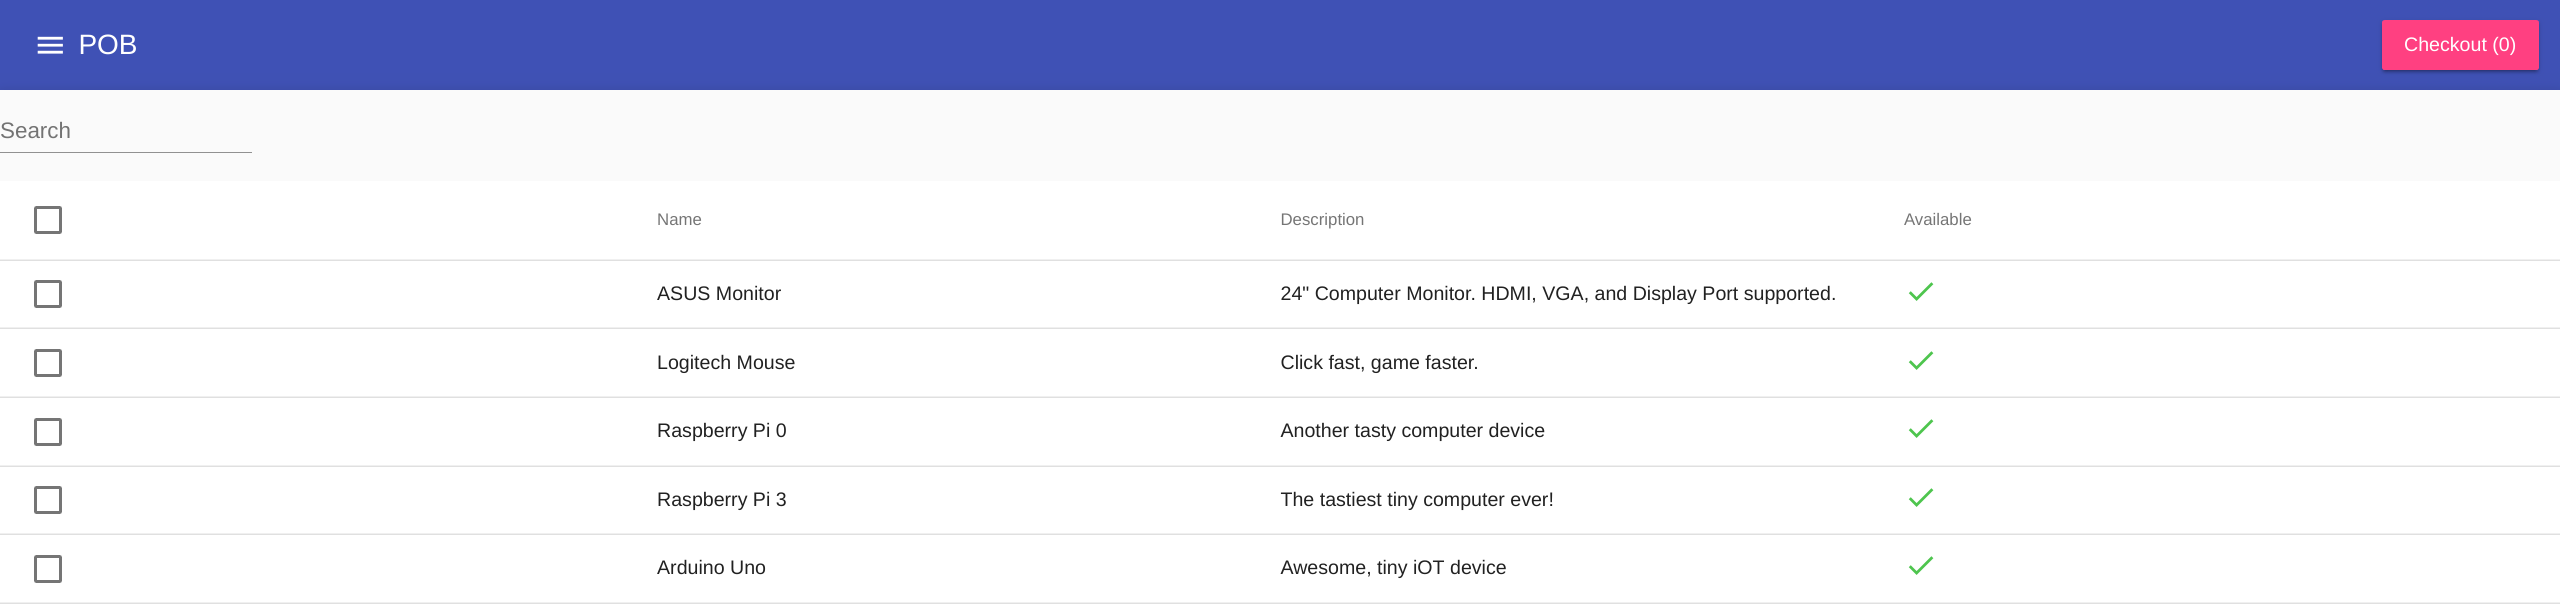 POB
Checkout (0)
Search
Name Description Available
ASUS Monitor 24" Computer Monitor. HDMI, VGA, and Display Port supported.
Logitech Mouse Click fast, game faster.
Raspberry Pi 0 Another tasty computer device
Raspberry Pi 3 The tastiest tiny computer ever!
Arduino Uno Awesome, tiny iOT device